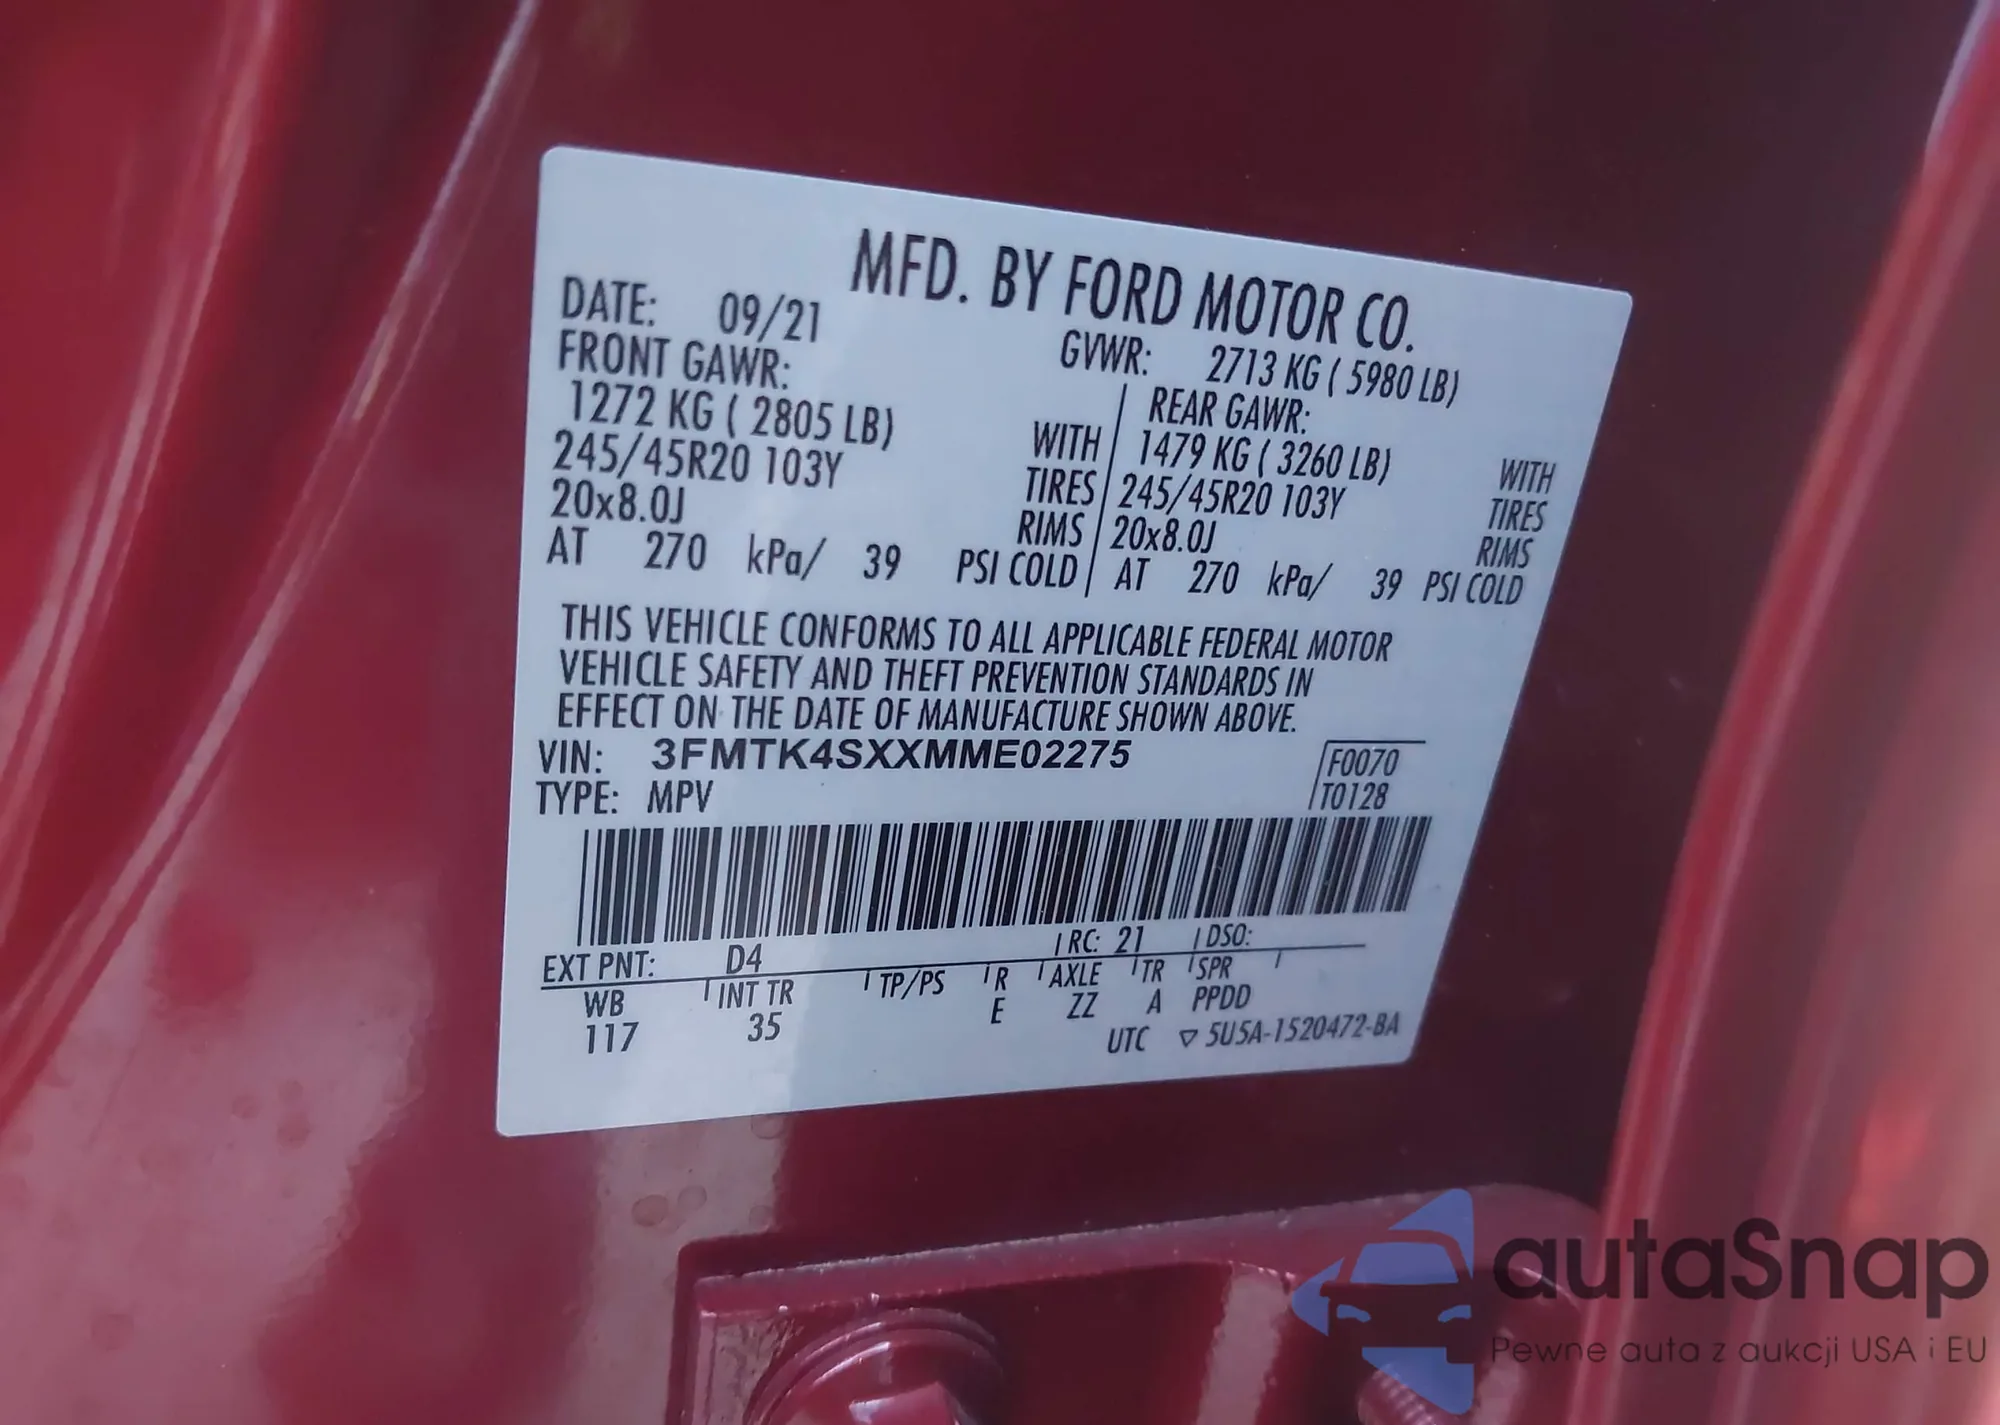 MFD. BY FORD MOTOR CO.
DATE: 09/21 GVWR: 2713 KG ( 5980 LB)
FRONT GAWR: REAR GAWR:
1272 KG ( 2805 LB) WITH 1479 KG ( 3260 LB) WITH
245/45R20 103Y TIRES 245/45R20 103Y TIRES
20x8.0J RIMS 20x8.0J RIMS
AT 270 kPa/ 39 PSI COLD AT 270 kPa/ 39 PSI COLD
THIS VEHICLE CONFORMS TO ALL APPLICABLE FEDERAL MOTOR
VEHICLE SAFETY AND THEFT PREVENTION STANDARDS IN
EFFECT ON THE DATE OF MANUFACTURE SHOWN ABOVE.
VIN: 3FMTK4SXXMME02275 F0070
TYPE: MPV T0128
EXT PNT: D4 RC: 21 DSO:
WB INT TR TP/PS R AXLE TR SPR
117 35 E ZZ A PPDD
UTC ▽ 5U5A-1520472-BA
autaSnap
Pewne auta z aukcji USA i EU